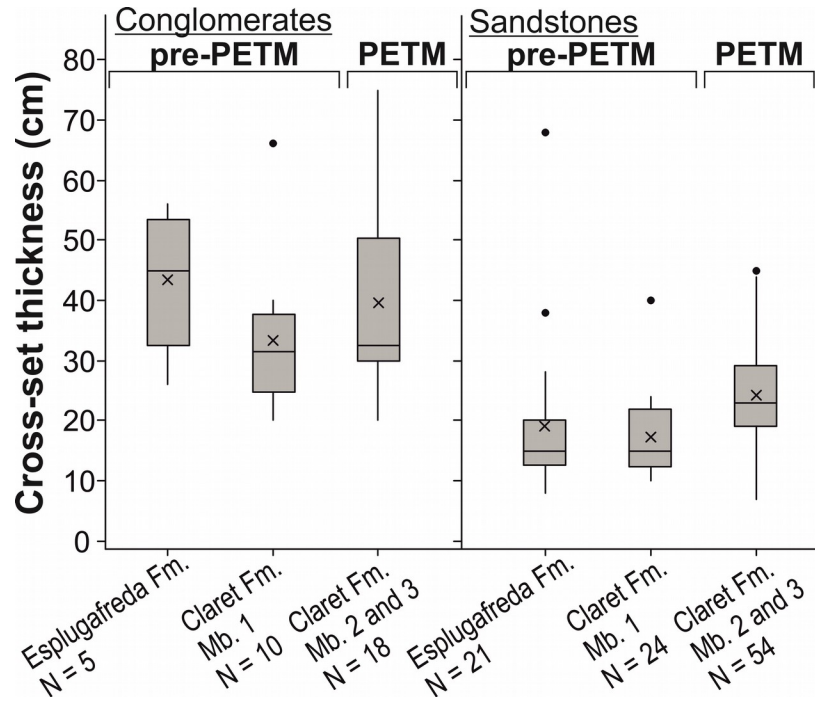 Conglomerates
pre-PETM
PETM
Sandstones
pre-PETM
PETM
Cross-set thickness (cm)
80
70
60
50
40
30
20
10
0
Esplugafreda Fm.
N = 5
Claret Fm.
Mb. 1
N = 10
Claret Fm.
Mb. 2 and 3
N = 18
Esplugafreda Fm.
N = 21
Claret Fm.
Mb. 1
N = 24
Claret Fm.
Mb. 2 and 3
N = 54